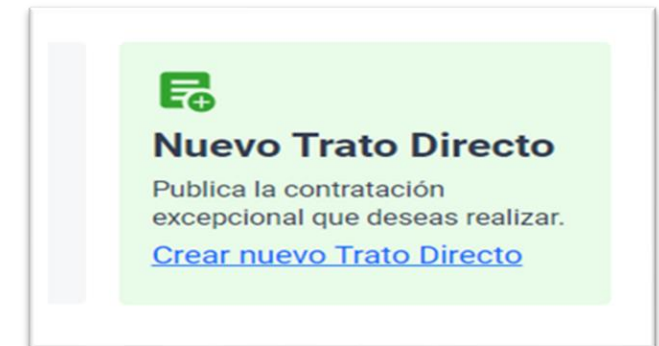 Nuevo Trato Directo
Publica la contratación
excepcional que deseas realizar.
Crear nuevo Trato Directo